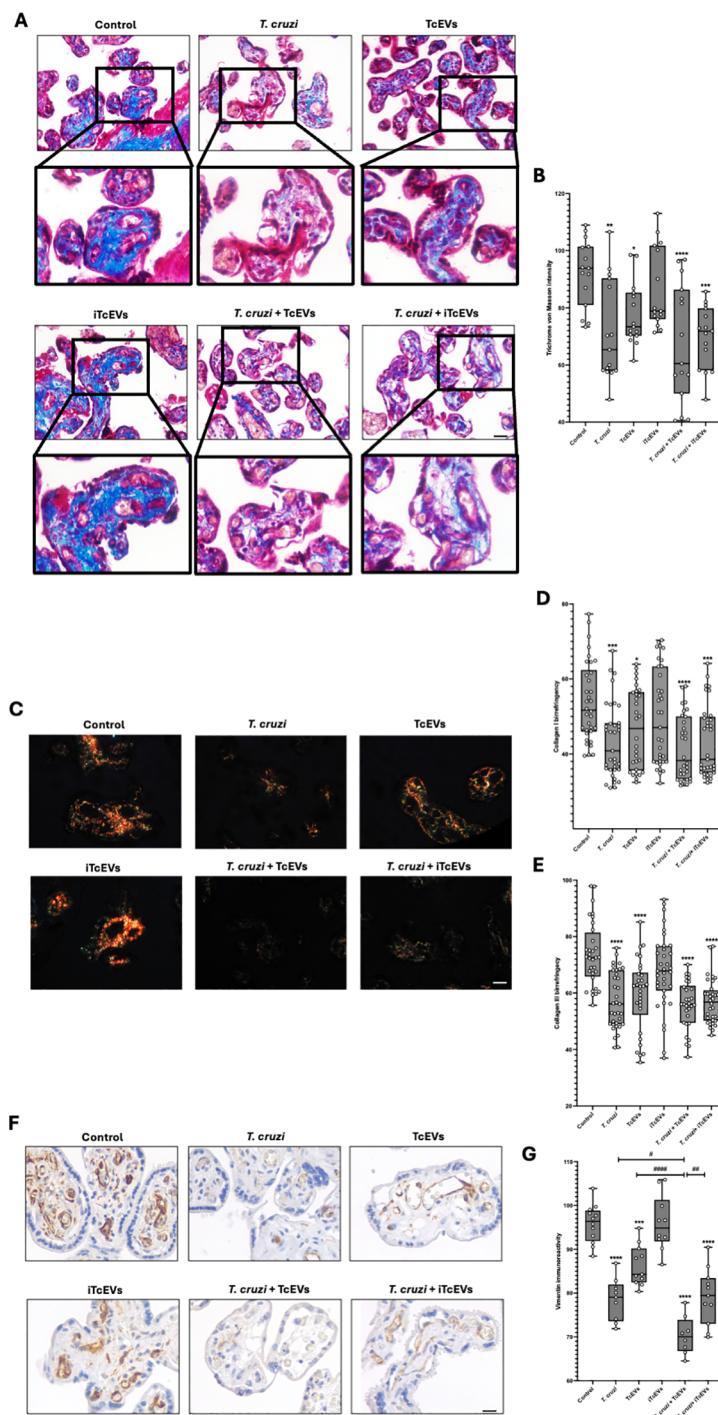 A
Control
T. cruzi
TcEVs
iTcEVs
T. cruzi + TcEVs
T. cruzi + iTcEVs
B
Trichrome von Masson intensity
120
100
80
60
40
**
*
****
***
Control
T. cruzi
TcEVs
iTcEVs
T. cruzi + TcEVs
T. cruzi + iTcEVs
C
Control
T. cruzi
TcEVs
iTcEVs
T. cruzi + TcEVs
T. cruzi + iTcEVs
D
Collagen I birrefringency
80
60
40
***
*
****
***
Control
T. cruzi
TcEVs
iTcEVs
T. cruzi + TcEVs
T. cruzi+ iTcEVs
E
Collagen III birrefringecy
100
80
60
40
20
****
****
****
****
Control
T. cruzi
TcEVs
iTcEVs
T. cruzi + TcEVs
T. cruzi+ iTcEVs
F
Control
T. cruzi
TcEVs
iTcEVs
T. cruzi + TcEVs
T. cruzi + iTcEVs
G
Vimentin immunoreactivity
110
100
90
80
70
60
#
####
##
****
***
****
****
Control
T. cruzi
TcEVs
iTcEVs
T. cruzi + TcEVs
T. cruzi+ iTcEVs